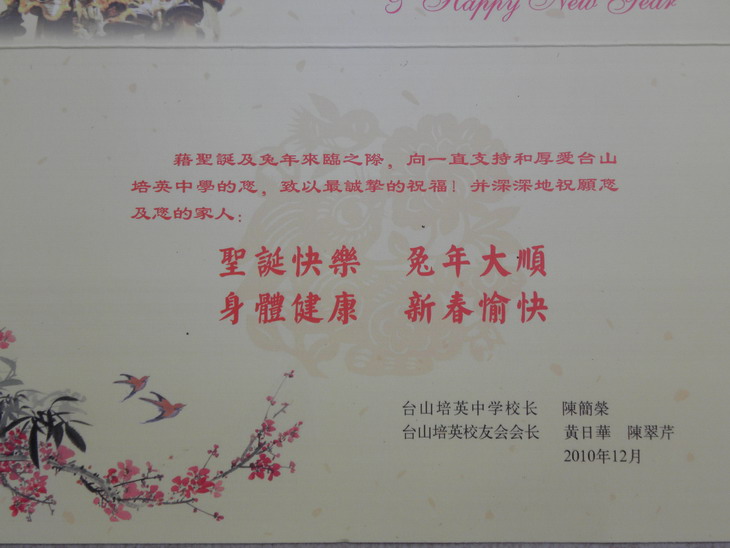 & Happy New Year
藉聖誕及兔年來臨之際，向一直支持和厚愛台山
培英中學的您，致以最誠摯的祝福！并深深地祝願您
及您的家人：
聖誕快樂 兔年大順
身體健康 新春愉快
台山培英中学校长 陳簡榮
台山培英校友会会长 黃日華 陳翠芹
2010年12月